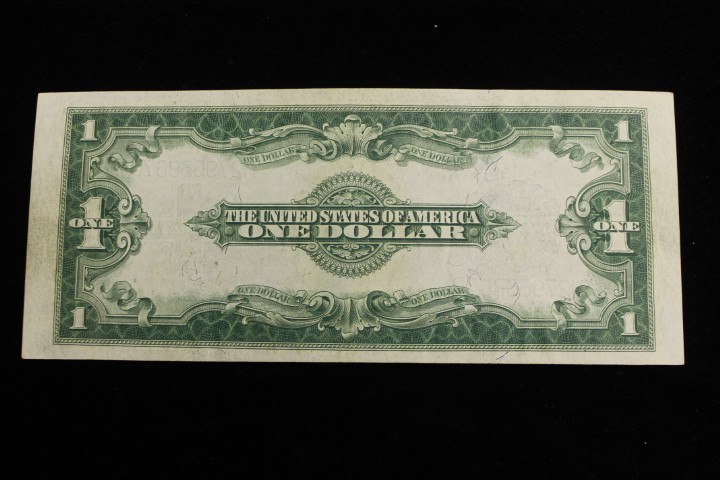 1 1
ONE DOLLAR ONE DOLLAR
THE UNITED STATES OF AMERICA
1 ONE ONE DOLLAR 1 ONE
ONE DOLLAR ONE DOLLAR
1 1